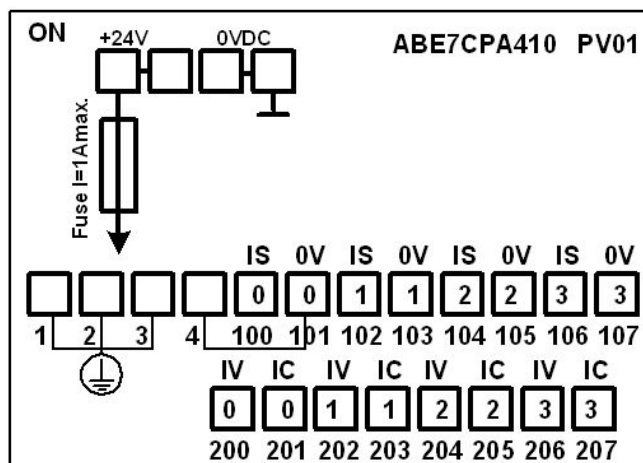 ON +24V 0VDC ABE7CPA410 PV01
Fuse I=1Amax.
IS 0V IS 0V IS 0V IS 0V
0 0 1 1 2 2 3 3
1 2 3 4 100 101 102 103 104 105 106 107
IV IC IV IC IV IC IV IC
0 0 1 1 2 2 3 3
200 201 202 203 204 205 206 207